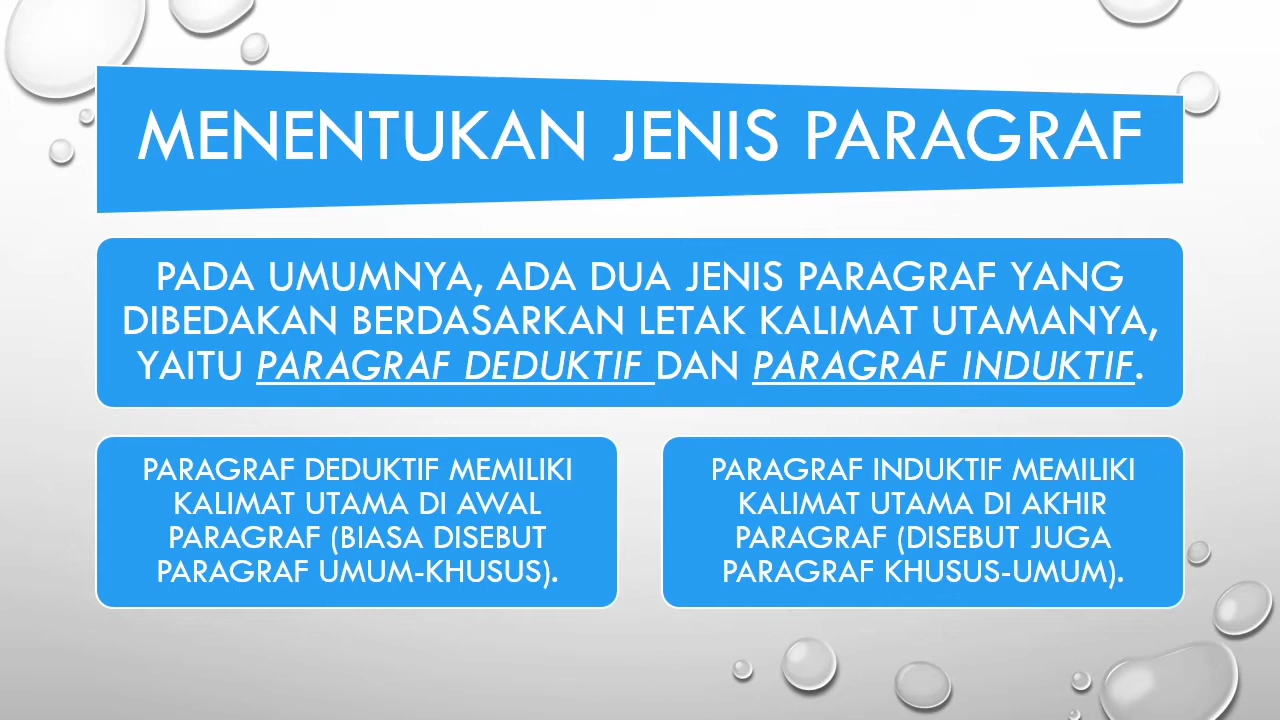 MENENTUKAN JENIS PARAGRAF
PADA UMUMNYA, ADA DUA JENIS PARAGRAF YANG
DIBEDAKAN BERDASARKAN LETAK KALIMAT UTAMANYA,
YAITU PARAGRAF DEDUKTIF DAN PARAGRAF INDUKTIF.
PARAGRAF DEDUKTIF MEMILIKI
KALIMAT UTAMA DI AWAL
PARAGRAF (BIASA DISEBUT
PARAGRAF UMUM-KHUSUS).
PARAGRAF INDUKTIF MEMILIKI
KALIMAT UTAMA DI AKHIR
PARAGRAF (DISEBUT JUGA
PARAGRAF KHUSUS-UMUM).